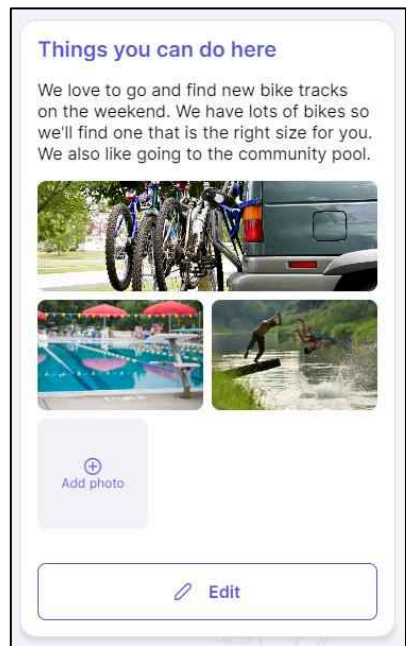 Things you can do here
We love to go and find new bike tracks
on the weekend. We have lots of bikes so
we'll find one that is the right size for you.
We also like going to the community pool.
Add photo
Edit